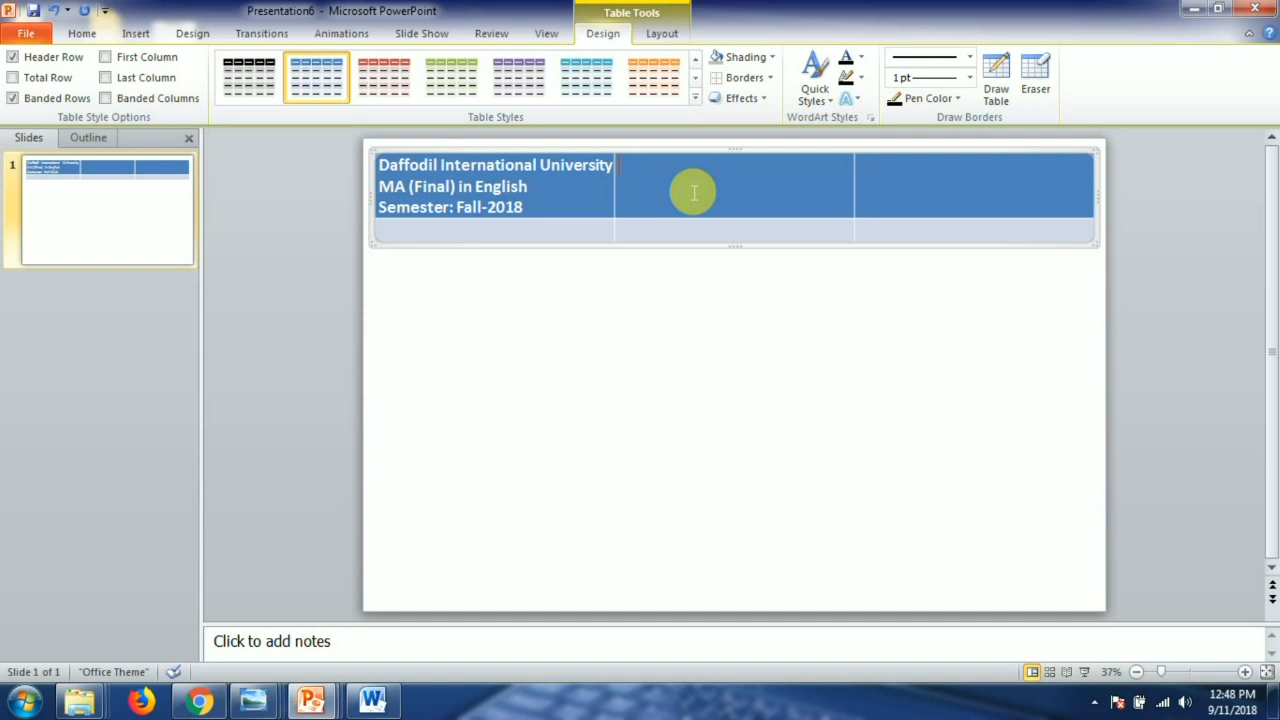 Presentation6 - Microsoft PowerPoint
Table Tools
File
Home
Insert
Design
Transitions
Animations
Slide Show
Review
View
Design
Layout
Header Row
First Column
Total Row
Last Column
Banded Rows
Banded Columns
Table Style Options
Table Styles
Shading
Borders
Effects
Quick
Styles
WordArt Styles
1 pt
Pen Color
Draw
Table
Eraser
Draw Borders
Slides
Outline
1
Daffodil International University
MA (Final) in English
Semester: Fall-2018
Click to add notes
Slide 1 of 1
"Office Theme"
37%
12:48 PM
9/11/2018